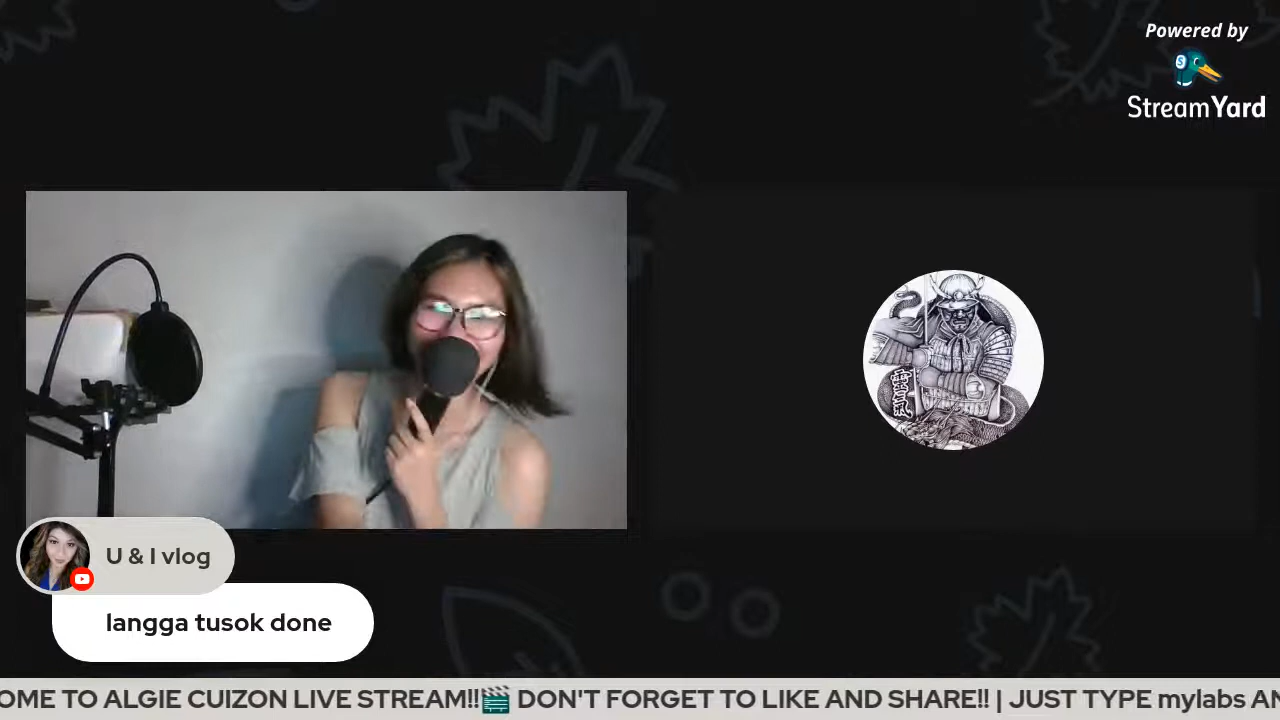 Powered by
StreamYard
U & I vlog
langga tusok done
OME TO ALGIE CUIZON LIVE STREAM!!🎬 DON'T FORGET TO LIKE AND SHARE!! | JUST TYPE mylabs AN